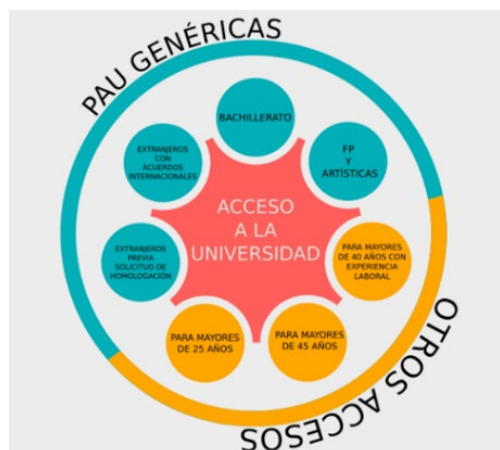 PAU GENÉRICAS
BACHILLERATO
EXTRANJEROS
CON
ACUERDOS
INTERNACIONALES
FP
Y
ARTÍSTICAS
ACCESO
A LA
UNIVERSIDAD
EXTRANJEROS
PREVIA
SOLICITUD DE
HOMOLOGACIÓN
PARA MAYORES
DE 40 AÑOS CON
EXPERIENCIA
LABORAL
PARA MAYORES
DE 25 AÑOS
PARA MAYORES
DE 45 AÑOS
OTROS ACCESOS